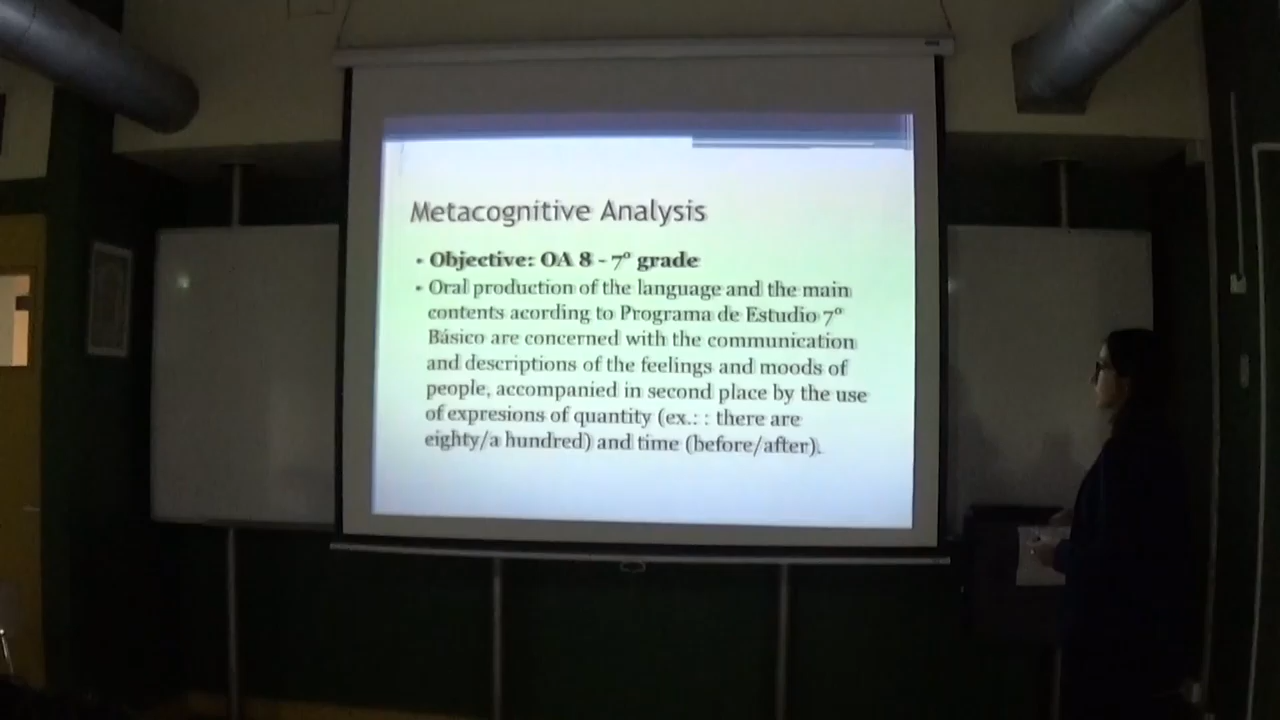 Metacognitive Analysis
• Objective: OA 8 - 7º grade
• Oral production of the language and the main
contents acording to Programa de Estudio 7º
Básico are concerned with the communication
and descriptions of the feelings and moods of
people, accompanied in second place by the use
of expresions of quantity (ex.: : there are
eighty/a hundred) and time (before/after).